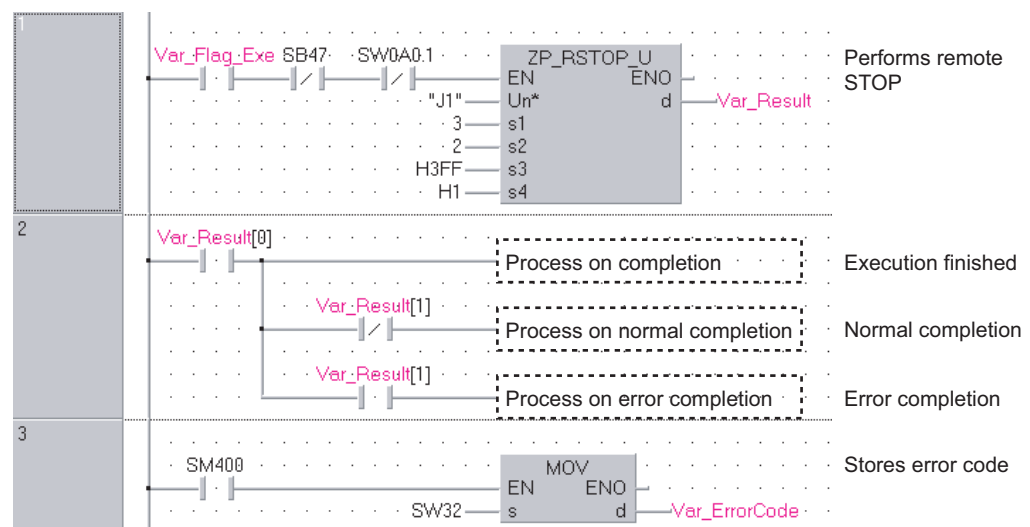 1
Var_Flag_Exe SB47 SW0A0.1 ZP_RSTOP_U Performs remote
EN ENO STOP
"J1" Un* d Var_Result
3 s1
2 s2
H3FF s3
H1 s4
2
Var_Result[0]
Process on completion Execution finished
Var_Result[1]
Process on normal completion Normal completion
Var_Result[1]
Process on error completion Error completion
3
SM400 MOV Stores error code
EN ENO
SW32 s d Var_ErrorCode